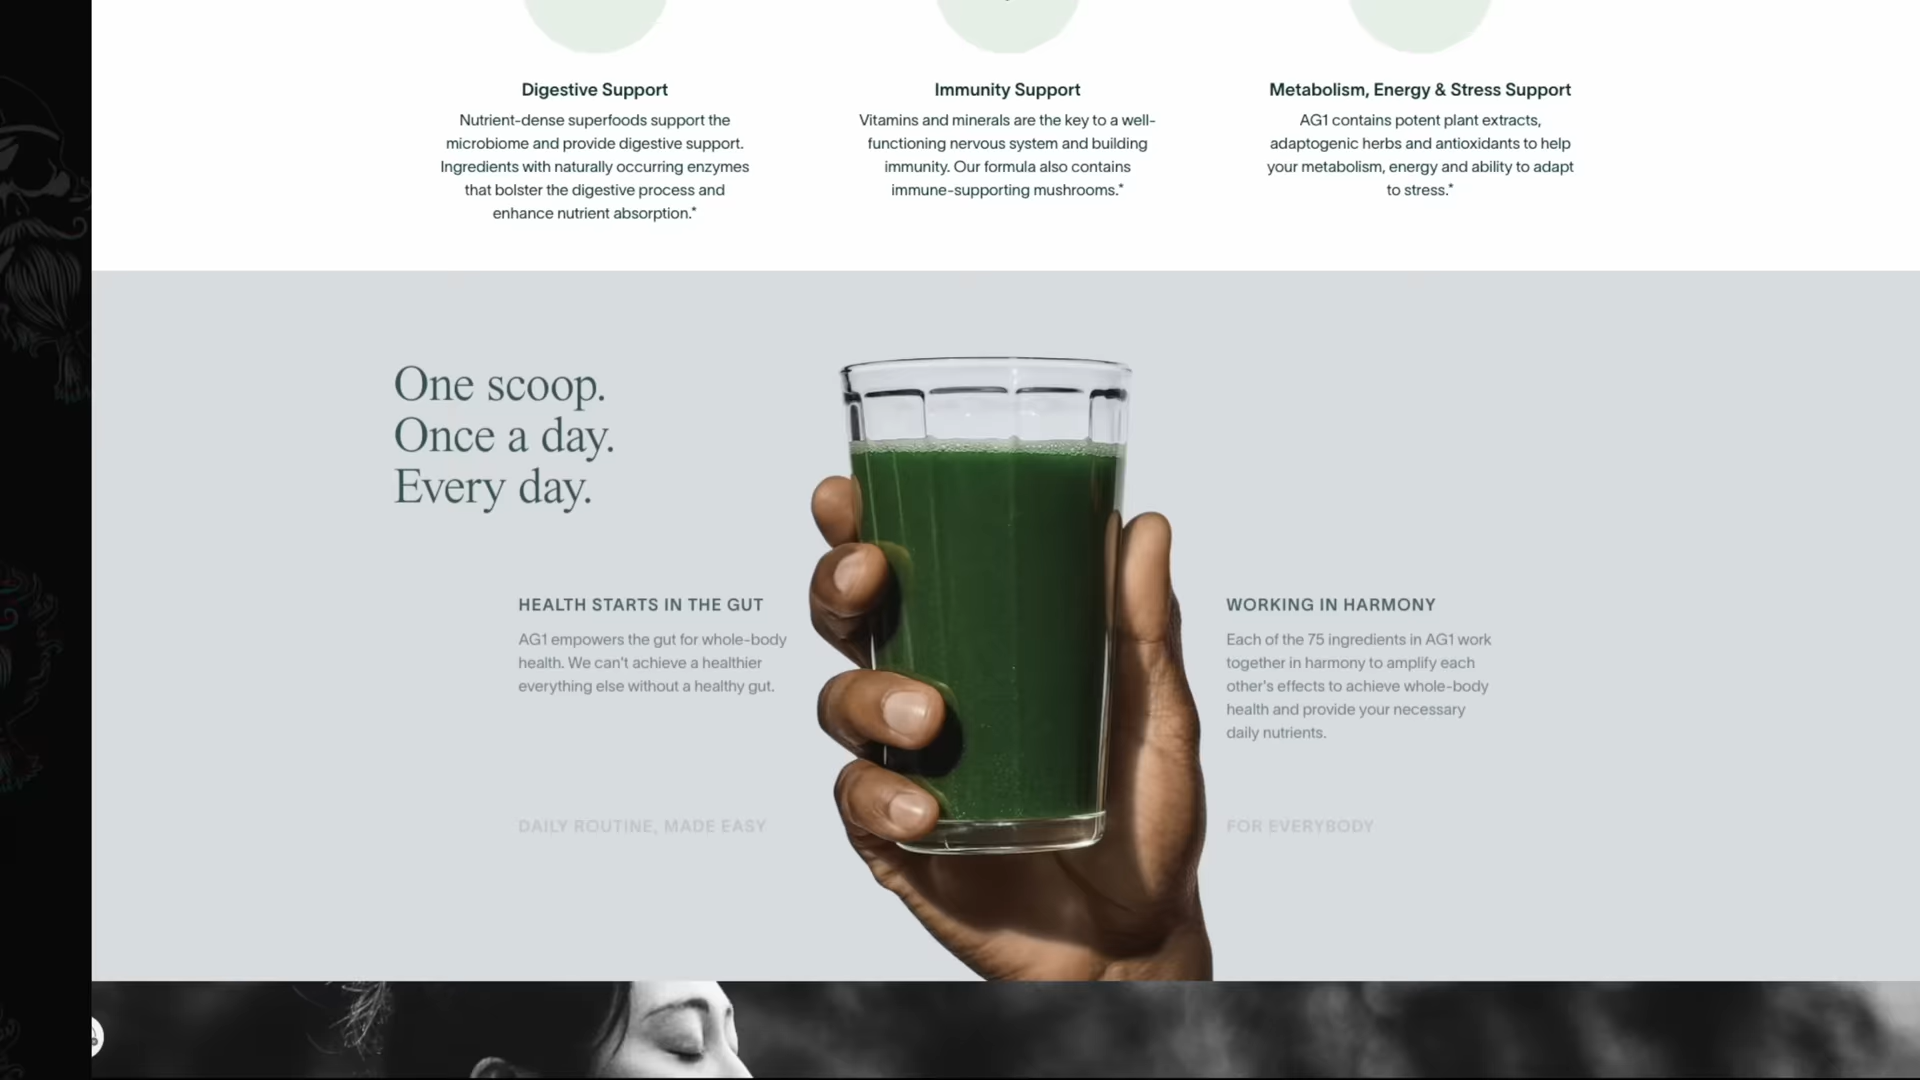 Digestive Support
Nutrient-dense superfoods support the
microbiome and provide digestive support.
Ingredients with naturally occurring enzymes
that bolster the digestive process and
enhance nutrient absorption.*
Immunity Support
Vitamins and minerals are the key to a well-
functioning nervous system and building
immunity. Our formula also contains
immune-supporting mushrooms.*
Metabolism, Energy & Stress Support
AG1 contains potent plant extracts,
adaptogenic herbs and antioxidants to help
your metabolism, energy and ability to adapt
to stress.*
One scoop.
Once a day.
Every day.
HEALTH STARTS IN THE GUT
AG1 empowers the gut for whole-body
health. We can't achieve a healthier
everything else without a healthy gut.
WORKING IN HARMONY
Each of the 75 ingredients in AG1 work
together in harmony to amplify each
other's effects to achieve whole-body
health and provide your necessary
daily nutrients.
DAILY ROUTINE, MADE EASY
FOR EVERYBODY